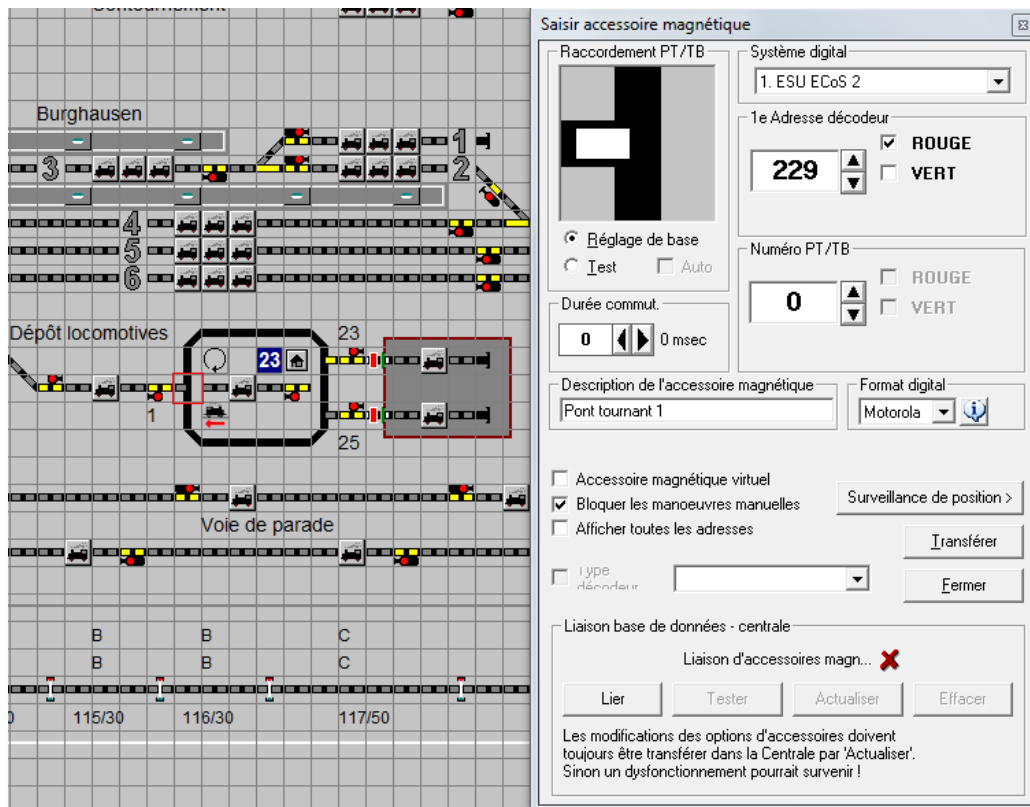 Contournement
Burghausen
1
3
2
4
5
6
Dépôt locomotives
23
23
1
25
Voie de parade
B B C
B B C
0 115/30 116/30 117/50
Saisir accessoire magnétique
Raccordement PT/TB
Réglage de base
Test Auto
Durée commut.
0 0 msec
Système digital
1. ESU ECoS 2
1e Adresse décodeur
229
ROUGE
VERT
Numéro PT/TB
0
ROUGE
VERT
Description de l'accessoire magnétique
Pont tournant 1
Format digital
Motorola
Accessoire magnétique virtuel
Bloquer les manoeuvres manuelles
Afficher toutes les adresses
Surveillance de position >
Transférer
Type
décodeur
Fermer
Liaison base de données - centrale
Liaison d'accessoires magn...
Lier Tester Actualiser Effacer
Les modifications des options d'accessoires doivent
toujours être transférer dans la Centrale par 'Actualiser'.
Sinon un dysfonctionnement pourrait survenir !